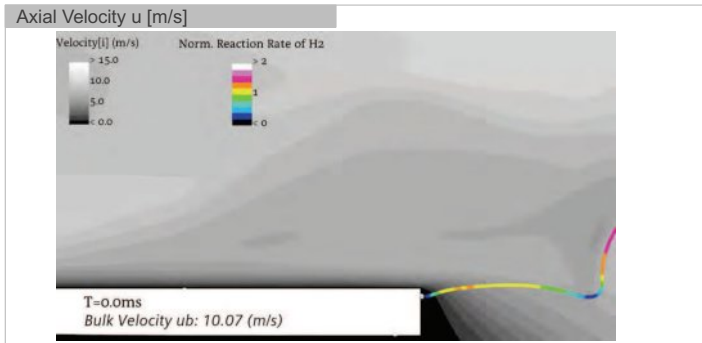 Axial Velocity u [m/s]
Velocity[i] (m/s) Norm. Reaction Rate of H2
> 15.0 > 2
10.0
1
5.0
< 0.0 < 0
T=0.0ms
Bulk Velocity ub: 10.07 (m/s)